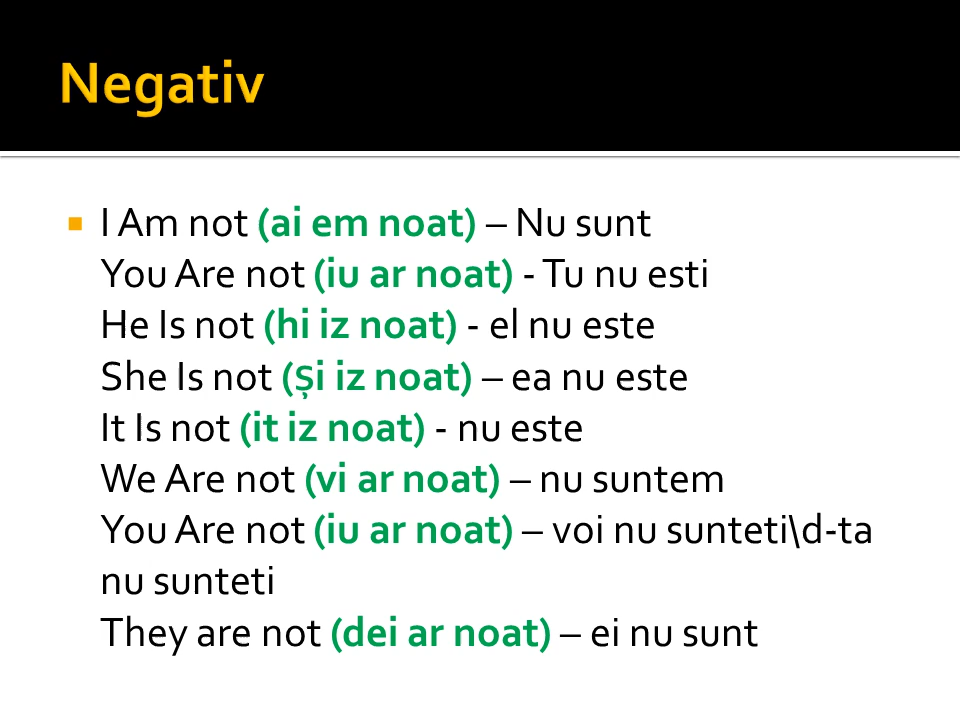 Negativ
I Am not (ai em noat) – Nu sunt
You Are not (iu ar noat) - Tu nu esti
He Is not (hi iz noat) - el nu este
She Is not (Și iz noat) – ea nu este
It Is not (it iz noat) - nu este
We Are not (vi ar noat) – nu suntem
You Are not (iu ar noat) – voi nu sunteti\d-ta
nu sunteti
They are not (dei ar noat) – ei nu sunt